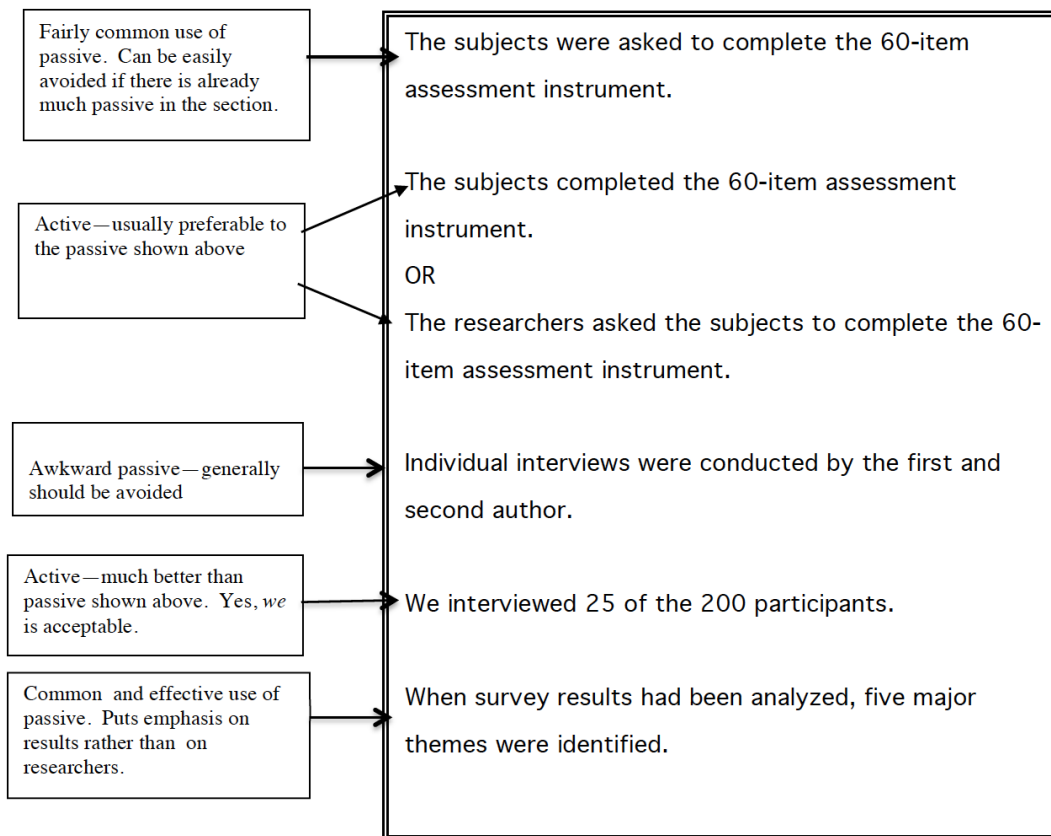 Fairly common use of
passive.  Can be easily
avoided if there is already
much passive in the section.
The subjects were asked to complete the 60-item
assessment instrument.
Active—usually preferable to
the passive shown above
The subjects completed the 60-item assessment
instrument.
OR
The researchers asked the subjects to complete the 60-
item assessment instrument.
Awkward passive—generally
should be avoided
Individual interviews were conducted by the first and
second author.
Active—much better than
passive shown above.  Yes, we
is acceptable.
We interviewed 25 of the 200 participants.
Common  and effective use of
passive.  Puts emphasis on
results rather than  on
researchers.
When survey results had been analyzed, five major
themes were identified.